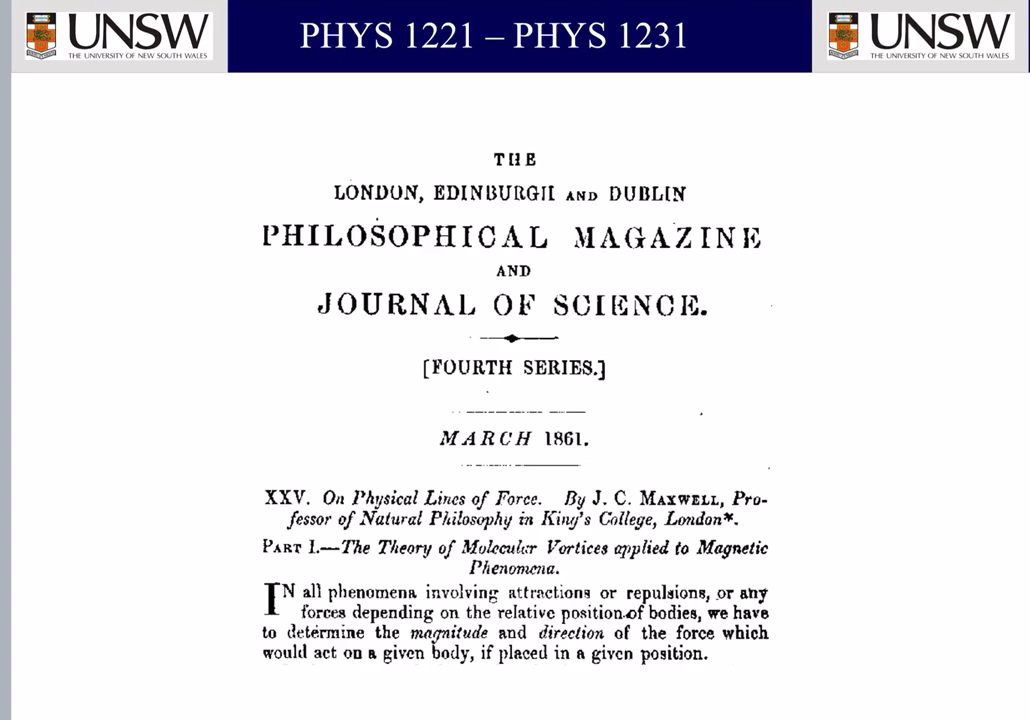 UNSW
THE UNIVERSITY OF NEW SOUTH WALES
PHYS 1221 – PHYS 1231
UNSW
THE UNIVERSITY OF NEW SOUTH WALES
THE
LONDON, EDINBURGH AND DUBLIN
PHILOSOPHICAL MAGAZINE
AND
JOURNAL OF SCIENCE.
[FOURTH SERIES.]
MARCH 1861.
XXV. On Physical Lines of Force. By J. C. MAXWELL, Pro-
fessor of Natural Philosophy in King's College, London*.
PART I.—The Theory of Molecular Vortices applied to Magnetic
Phenomena.
IN all phenomena involving attractions or repulsions, or any
forces depending on the relative position of bodies, we have
to determine the magnitude and direction of the force which
would act on a given body, if placed in a given position.